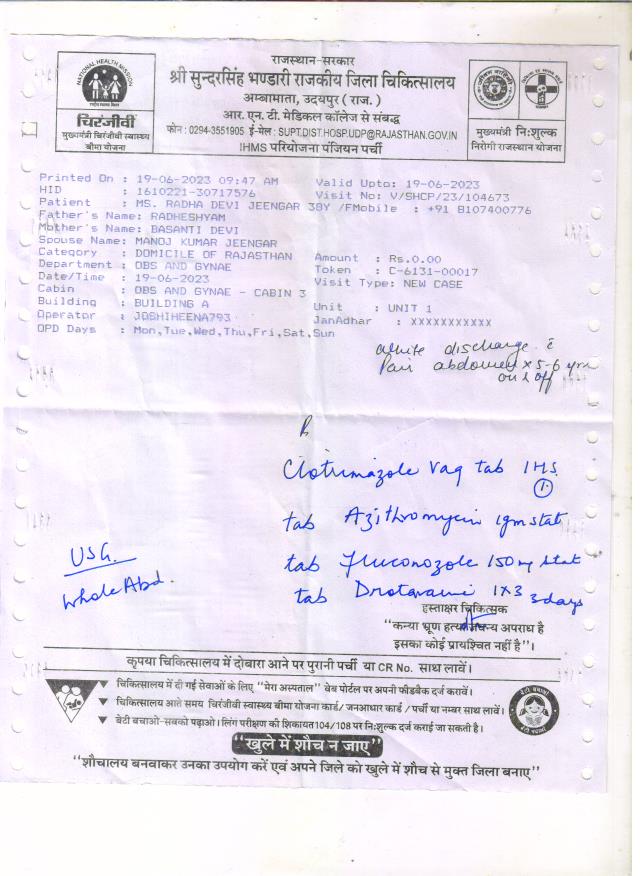 राजस्थान-सरकार
श्री सुन्दरसिंह भण्डारी राजकीय जिला चिकित्सालय
अम्बामाता, उदयपुर ( राज. )
आर. एन. टी. मेडिकल कॉलेज से संबद्ध
फोन : 0294-3551905 ई-मेल : SUPT.DIST.HOSP.UDP@RAJASTHAN.GOV.IN
IHMS परियोजना पंजियन पर्ची
NATIONAL HEALTH MISSION
राष्ट्रीय स्वास्थ्य मिशन
चिरंजीवी
मुख्यमंत्री चिरंजीवी स्वास्थ्य
बीमा योजना
मुख्यमंत्री नि:शुल्क
निरोगी राजस्थान योजना
Printed On : 19-06-2023 09:47 AM Valid Upto: 19-06-2023
HID : 1610221-30717576 Visit No: V/SHCP/23/104673
Patient : MS. RADHA DEVI JEENGAR 38Y /FMobile : +91 8107400776
Father's Name: RADHESHYAM
Mother's Name: BASANTI DEVI
Spouse Name: MANOJ KUMAR JEENGAR
Category : DOMICILE OF RAJASTHAN Amount : Rs.0.00
Department : OBS AND GYNAE Token : C-6131-00017
Date/Time : 19-06-2023 Visit Type: NEW CASE
Cabin : OBS AND GYNAE - CABIN 3
Building : BUILDING A Unit : UNIT 1
Operator : JOSHIHEENA793 JanAdhar : XXXXXXXXXXX
OPD Days : Mon,Tue,Wed,Thu,Fri,Sat,Sun
white discharge c̄
Pain abdomen x 5-6 yrs
on & off
Clotrimazole vag tab 1HS
①
tab Azithromycin 1gm stat
USG
tab Fluconozole 150 mg stat
Whole Abd.
tab Drotavarin 1X3 3days
हस्ताक्षर चिकित्सक
“कन्या भ्रूण हत्या जघन्य अपराध है
इसका कोई प्रायश्चित नहीं है”।
कृपया चिकित्सालय में दोबारा आने पर पुरानी पर्ची या CR No. साथ लावें।
▼ चिकित्सालय में दी गई सेवाओं के लिए “मेरा अस्पताल” वेब पोर्टल पर अपनी फीडबैक दर्ज करावें।
▼ चिकित्सालय आते समय चिरंजीवी स्वास्थ्य बीमा योजना कार्ड/ जनआधार कार्ड / पर्ची या नम्बर साथ लावें।
▼ बेटी बचाओ-सबको पढ़ाओ। लिंग परीक्षण की शिकायत 104/108 पर नि:शुल्क दर्ज कराई जा सकती है।
“खुले में शौच न जाए”
“शौचालय बनवाकर उनका उपयोग करें एवं अपने जिले को खुले में शौच से मुक्त जिला बनाए”